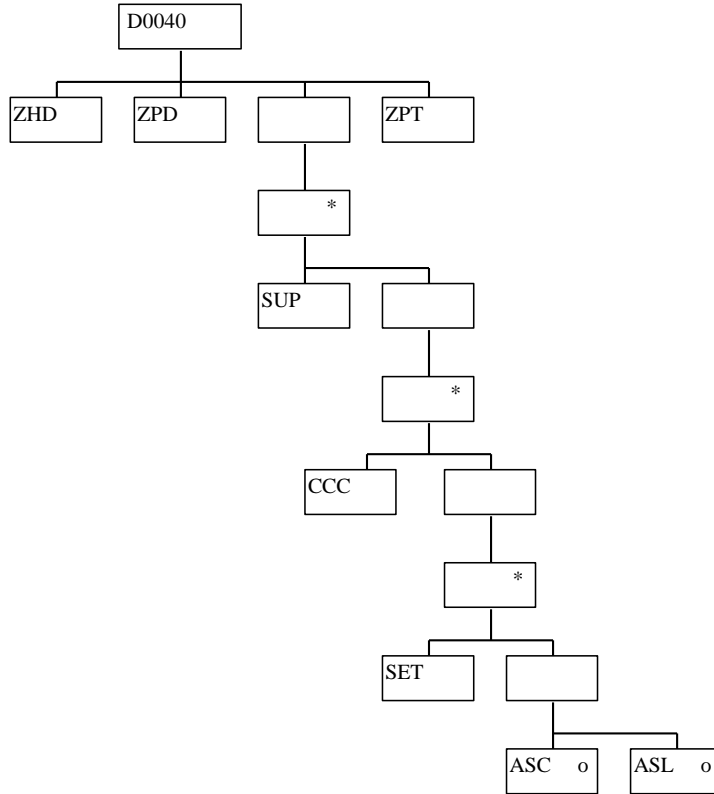 D0040
ZHD ZPD ZPT
*
SUP
*
CCC
*
SET
ASC o ASL o